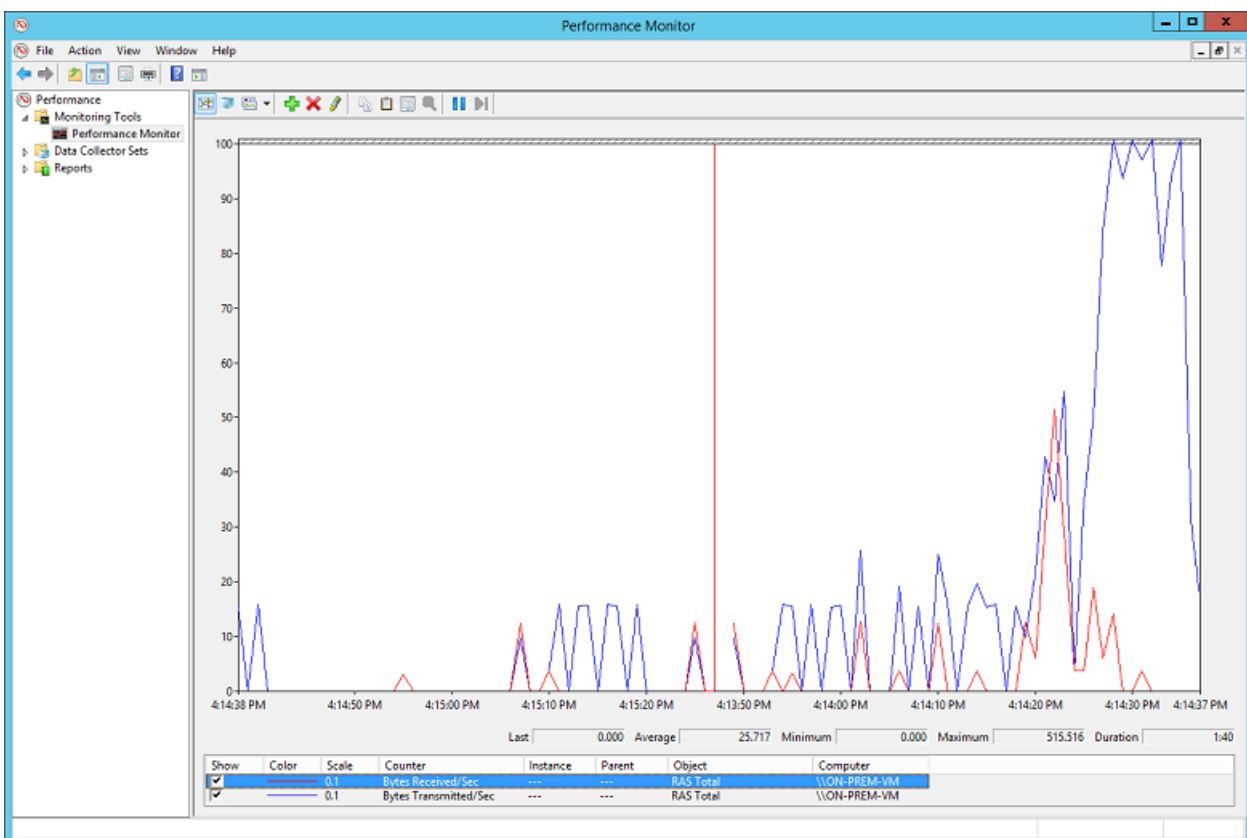 Performance Monitor
File Action View Window Help
Performance
Monitoring Tools
Performance Monitor
Data Collector Sets
Reports
100
90
80
70
60
50
40
30
20
10
0
4:14:38 PM 4:14:50 PM 4:15:00 PM 4:15:10 PM 4:15:20 PM 4:13:50 PM 4:14:00 PM 4:14:10 PM 4:14:20 PM 4:14:30 PM 4:14:37 PM
Last 0.000 Average 25.717 Minimum 0.000 Maximum 515.516 Duration 1:40
Show Color Scale Counter Instance Parent Object Computer
0.1 Bytes Received/Sec --- --- RAS Total \\ON-PREM-VM
0.1 Bytes Transmitted/Sec --- --- RAS Total \\ON-PREM-VM